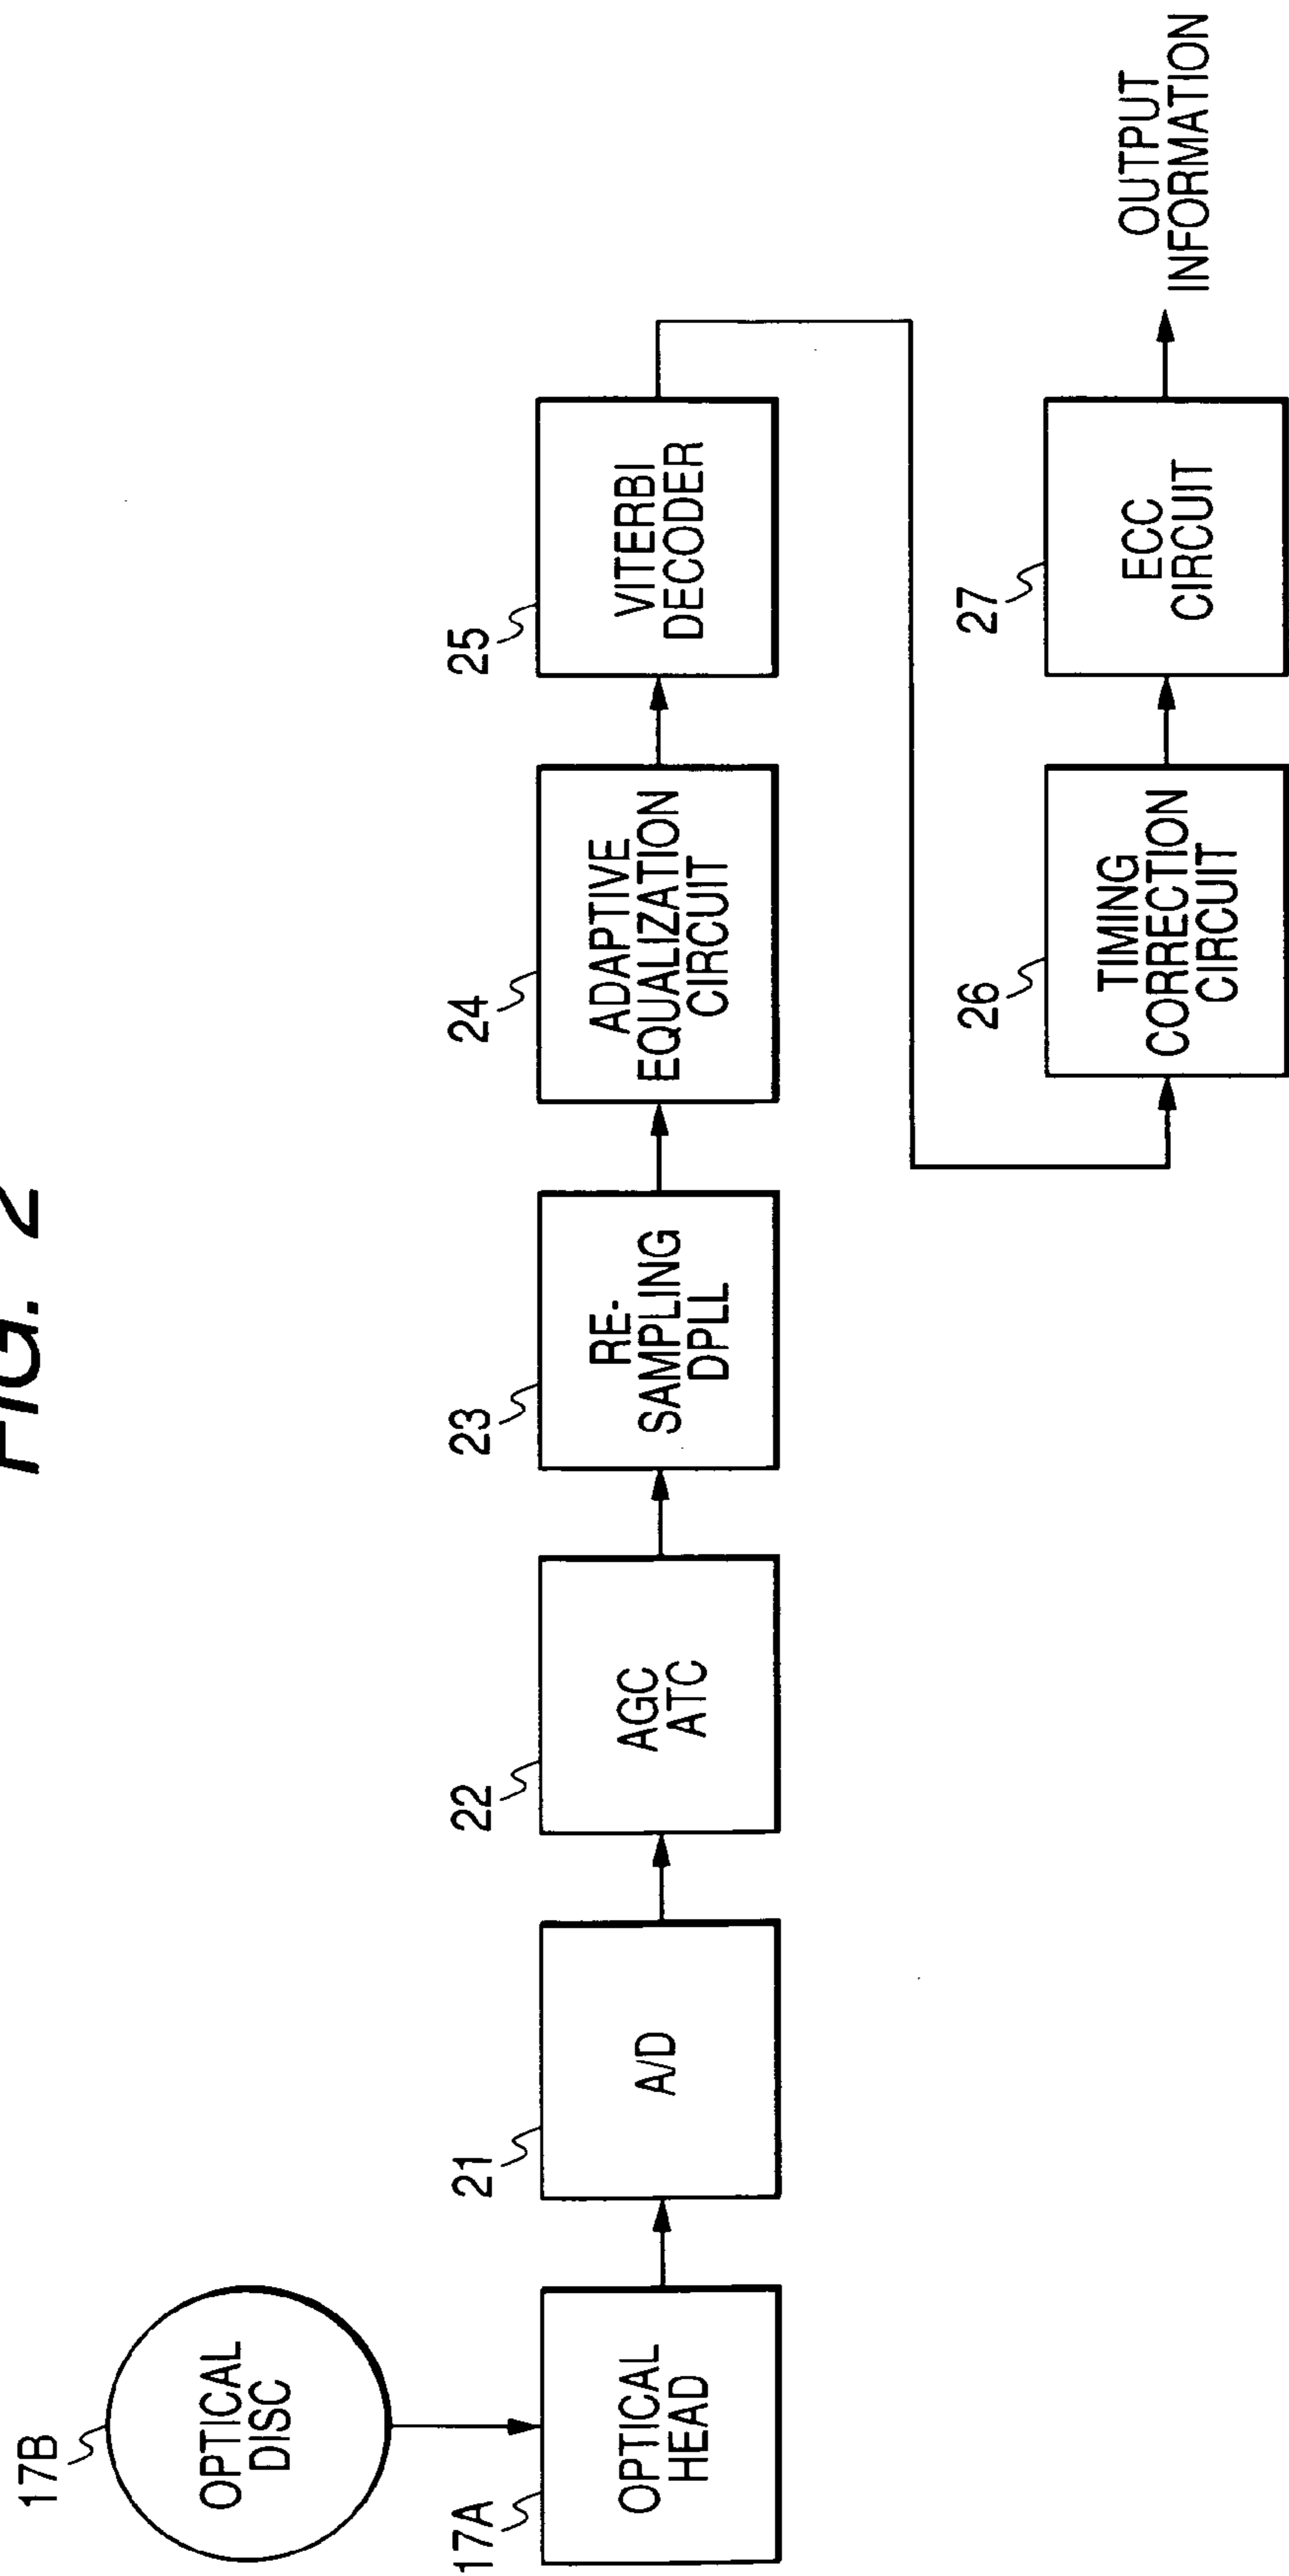 FIG. 2
17B
OPTICAL
DISC
17A
OPTICAL
HEAD
21
A/D
22
AGC
ATC
23
RE-
SAMPLING
DPLL
24
ADAPTIVE
EQUALIZATION
CIRCUIT
25
VITERBI
DECODER
26
TIMING
CORRECTION
CIRCUIT
27
ECC
CIRCUIT
OUTPUT
INFORMATION